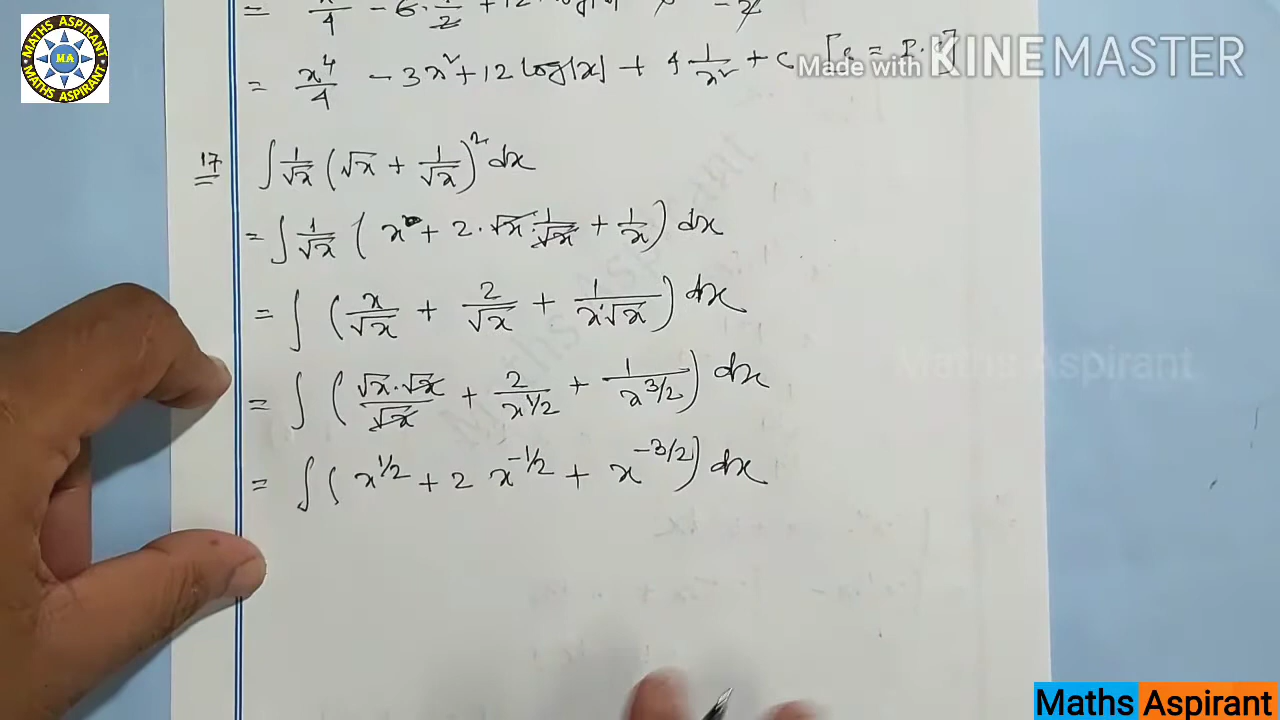 MATHS ASPIRANT
MA
MATHS ASPIRANT
= x⁴/4 - 3x² + 12 log|x| + 4 1/x² + c
Made with KINEMASTER
17 ∫ 1/√x (√x + 1/√x)² dx
= ∫ 1/√x (x + 2 · √x · 1/√x + 1/x) dx
= ∫ (x/√x + 2/√x + 1/(x·√x)) dx
= ∫ (√x·√x/√x + 2/x^1/2 + 1/x^3/2) dx
Maths Aspirant
= ∫ (x^1/2 + 2 x^-1/2 + x^-3/2) dx
Maths Aspirant